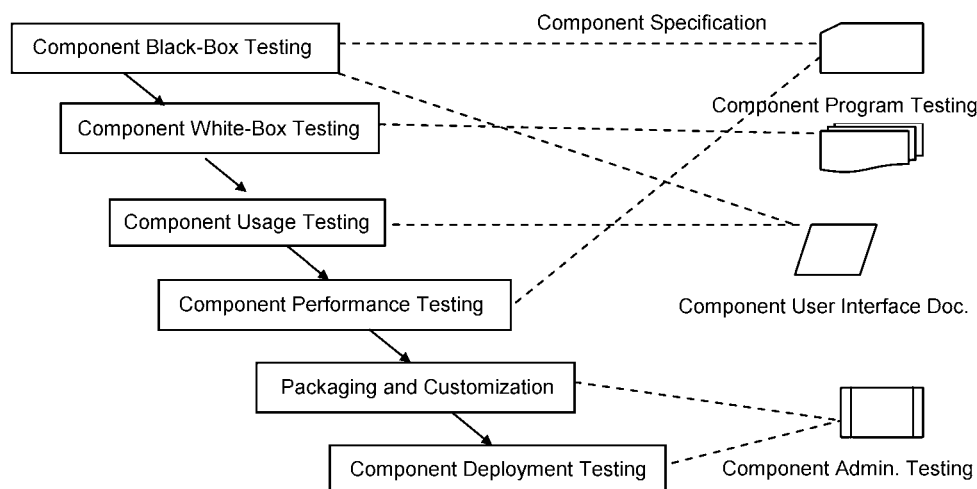 Component Specification
Component Black-Box Testing
Component Program Testing
Component White-Box Testing
Component Usage Testing
Component Performance Testing
Component User Interface Doc.
Packaging and Customization
Component Deployment Testing
Component Admin. Testing